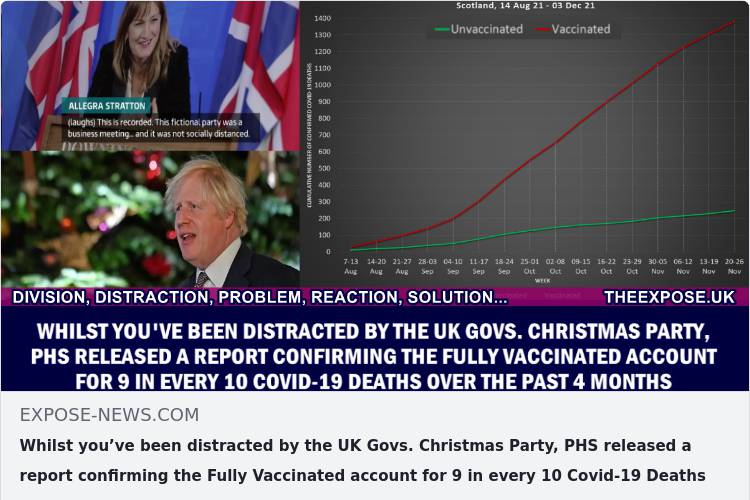 Scotland, 14 Aug 21 - 03 Dec 21
Unvaccinated
Vaccinated
CUMULATIVE NUMBER OF CONFIRMED COVID-19 DEATHS
1400
1300
1200
1100
1000
900
800
700
600
500
400
300
200
100
0
7-13 Aug
14-20 Aug
21-27 Aug
28-03 Sep
04-10 Sep
11-17 Sep
18-24 Sep
25-01 Oct
02-08 Oct
09-15 Oct
16-22 Oct
23-29 Oct
30-05 Nov
06-12 Nov
13-19 Nov
20-26 Nov
WEEK
ALLEGRA STRATTON
(laughs) This is recorded. This fictional party was a
business meeting.. and it was not socially distanced.
DIVISION, DISTRACTION, PROBLEM, REACTION, SOLUTION...
THEEXPOSE.UK
WHILST YOU'VE BEEN DISTRACTED BY THE UK GOVS. CHRISTMAS PARTY,
PHS RELEASED A REPORT CONFIRMING THE FULLY VACCINATED ACCOUNT
FOR 9 IN EVERY 10 COVID-19 DEATHS OVER THE PAST 4 MONTHS
EXPOSE-NEWS.COM
Whilst you’ve been distracted by the UK Govs. Christmas Party, PHS released a
report confirming the Fully Vaccinated account for 9 in every 10 Covid-19 Deaths